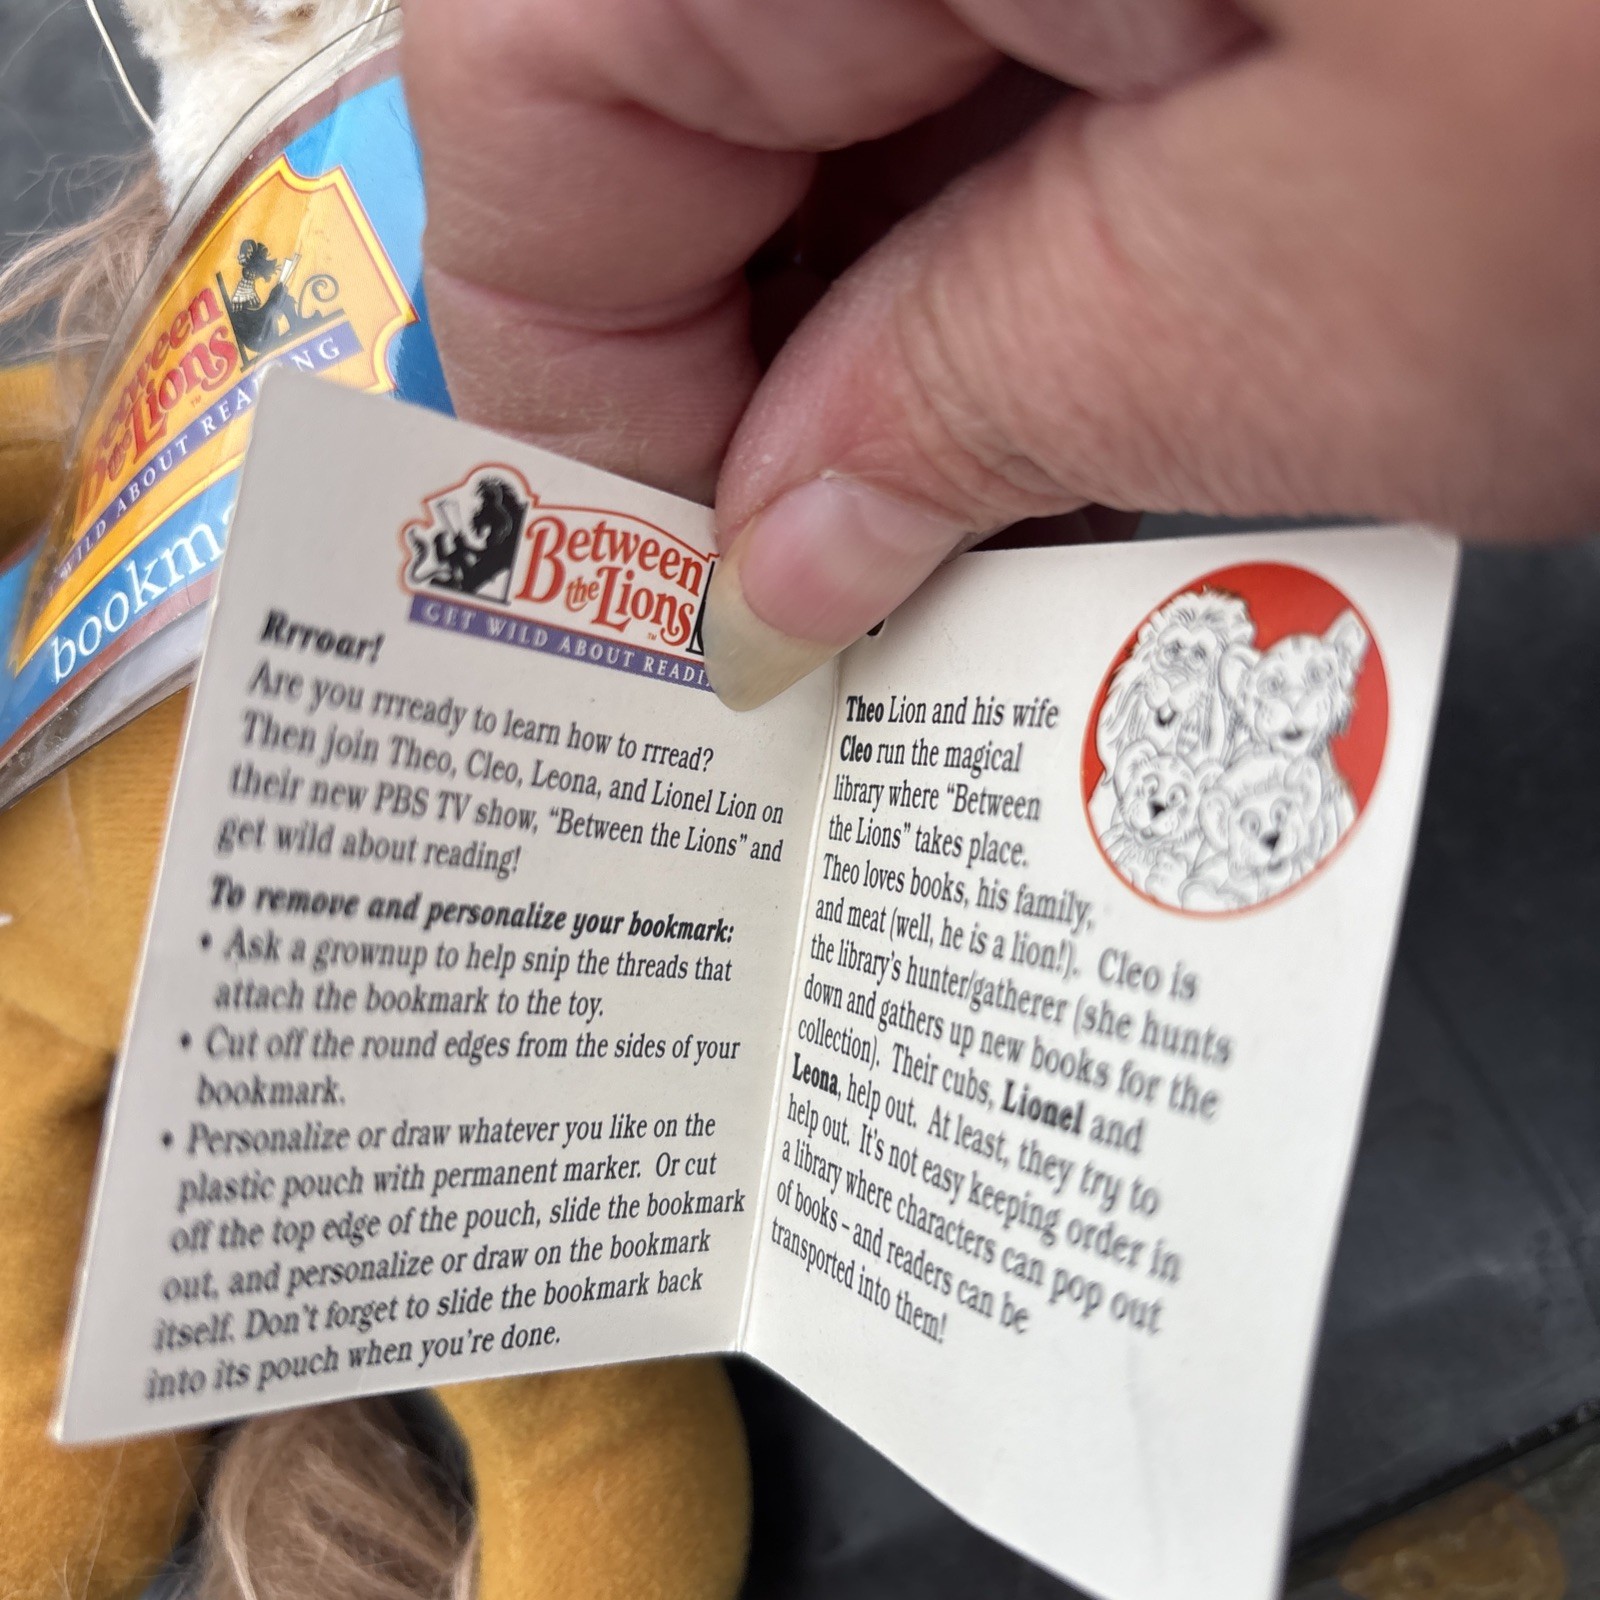 Between
the Lions™
WILD ABOUT READING
bookma
Between
the Lions™
GET WILD ABOUT READI
Rrroar!
Are you rrready to learn how to rrread?
Then join Theo, Cleo, Leona, and Lionel Lion on
their new PBS TV show, “Between the Lions” and
get wild about reading!
To remove and personalize your bookmark:
• Ask a grownup to help snip the threads that
attach the bookmark to the toy.
• Cut off the round edges from the sides of your
bookmark.
• Personalize or draw whatever you like on the
plastic pouch with permanent marker. Or cut
off the top edge of the pouch, slide the bookmark
out, and personalize or draw on the bookmark
itself. Don’t forget to slide the bookmark back
into its pouch when you’re done.
Theo Lion and his wife
Cleo run the magical
library where “Between
the Lions” takes place.
Theo loves books, his family,
and meat (well, he is a lion!). Cleo is
the library’s hunter/gatherer (she hunts
down and gathers up new books for the
collection). Their cubs, Lionel and
Leona, help out. At least, they try to
help out. It’s not easy keeping order in
a library where characters can pop out
of books – and readers can be
transported into them!